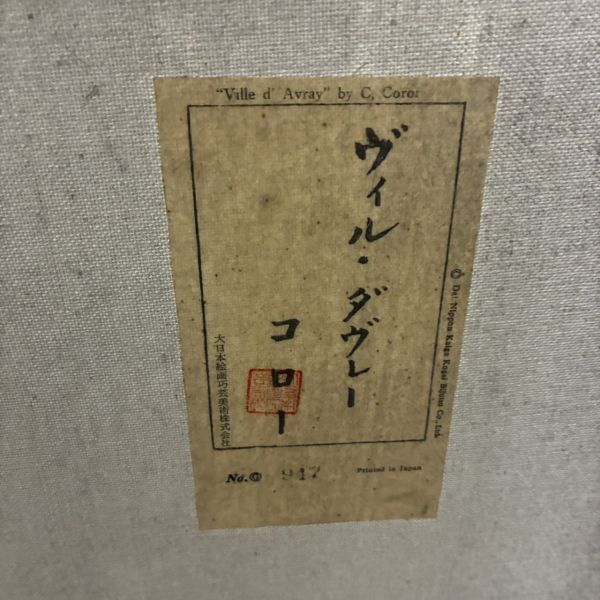 "Ville d' Avray" by C, Corot
ヴィル・ダヴレー
コロー
大日本絵画巧芸美術株式会社
© Dai Nippon Kaiga Kogei Bijutsu Co., Ltd.
No.Ⓖ 947
Printed in Japan